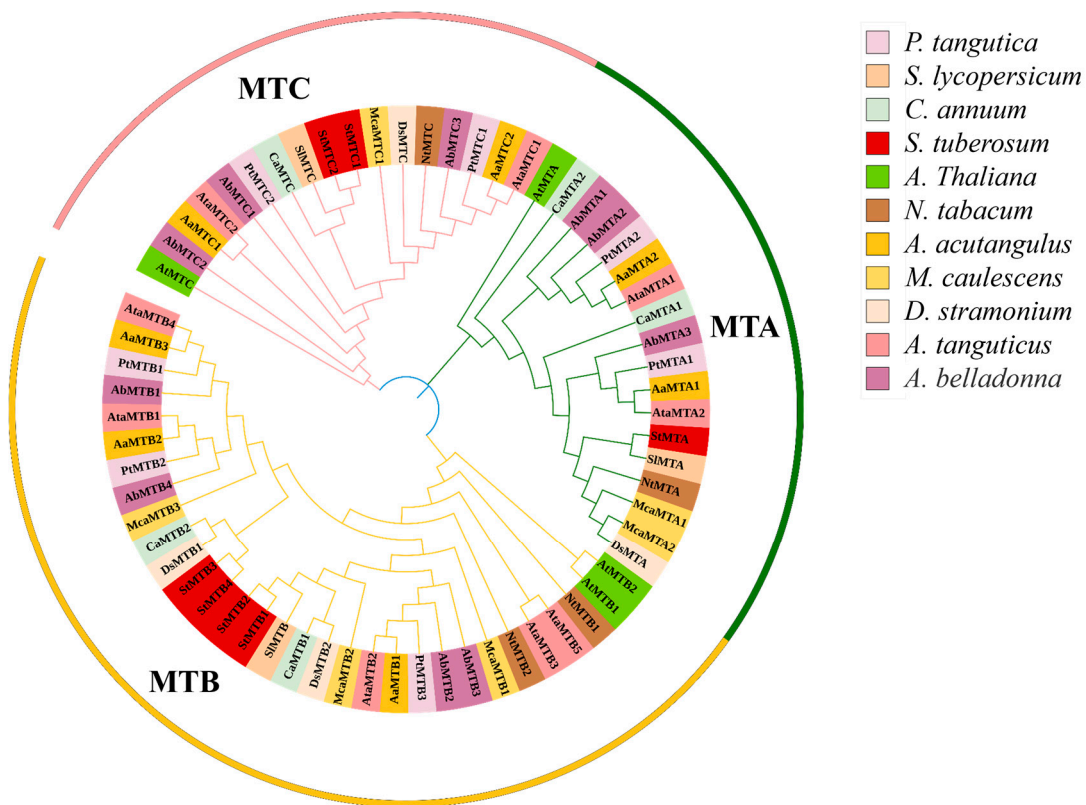 MTC
MTA
MTB
AtMTC
AbMTC2
AaMTC1
AtaMTC2
AbMTC1
PtMTC2
CaMTC
SlMTC
StMTC2
StMTC1
McaMTC1
DsMTC
NtMTC
AbMTC3
PtMTC1
AaMTC2
AtaMTC1
AtMTA
CaMTA2
AbMTA1
AbMTA2
PtMTA2
AaMTA2
AtaMTA1
CaMTA1
AbMTA3
PtMTA1
AaMTA1
AtaMTA2
StMTA
SlMTA
NtMTA
McaMTA1
McaMTA2
DsMTA
AtMTB2
AtMTB1
NtMTB1
AtaMTB5
AtaMTB3
NtMTB2
McaMTB1
AbMTB3
AbMTB2
PtMTB3
AaMTB1
AtaMTB2
McaMTB2
DsMTB2
CaMTB1
SlMTB
StMTB1
StMTB2
StMTB4
StMTB3
DsMTB1
CaMTB2
McaMTB3
AbMTB4
PtMTB2
AaMTB2
AtaMTB1
AbMTB1
PtMTB1
AaMTB3
AtaMTB4
P. tangutica
S. lycopersicum
C. annuum
S. tuberosum
A. Thaliana
N. tabacum
A. acutangulus
M. caulescens
D. stramonium
A. tanguticus
A. belladonna